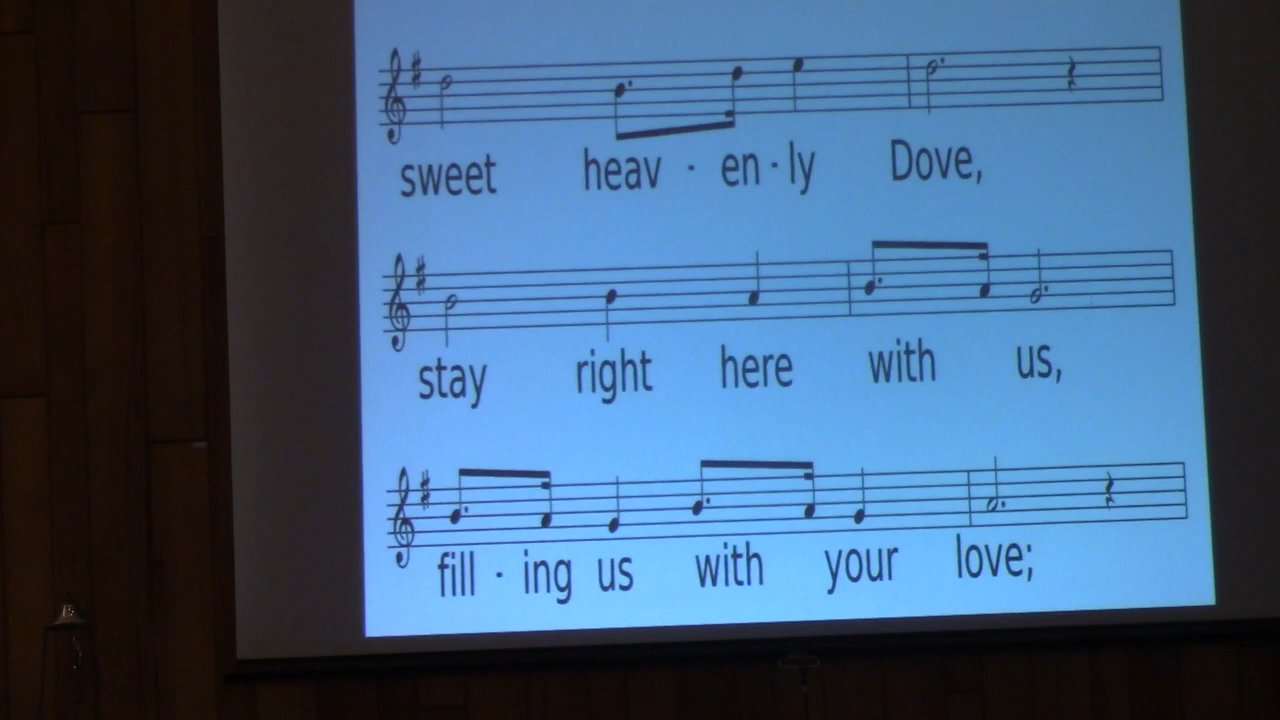 sweet heav · en · ly Dove,
stay right here with us,
fill · ing us with your love;